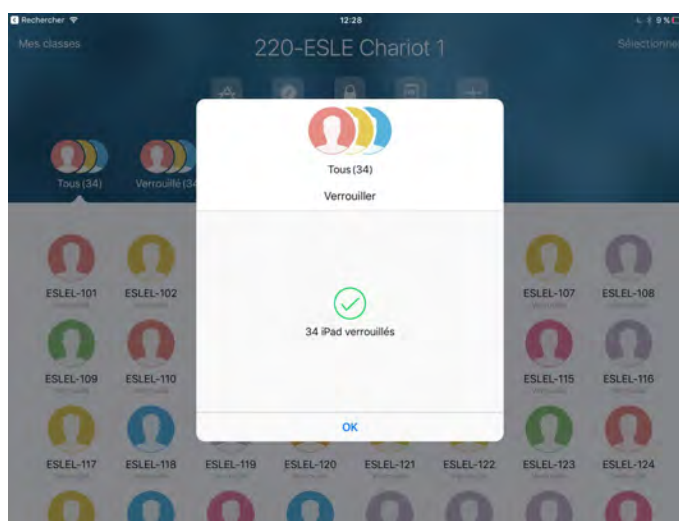 Rechercher
12:28
9 %
Mes classes
220-ESLE Chariot 1
Sélectionner
Tous (34)
Verrouillé (34
Tous (34)
Verrouiller
34 iPad verrouillés
OK
ESLEL-101 ESLEL-102 ESLEL-107 ESLEL-108
ESLEL-109 ESLEL-110 ESLEL-115 ESLEL-116
ESLEL-117 ESLEL-118 ESLEL-119 ESLEL-120 ESLEL-121 ESLEL-122 ESLEL-123 ESLEL-124